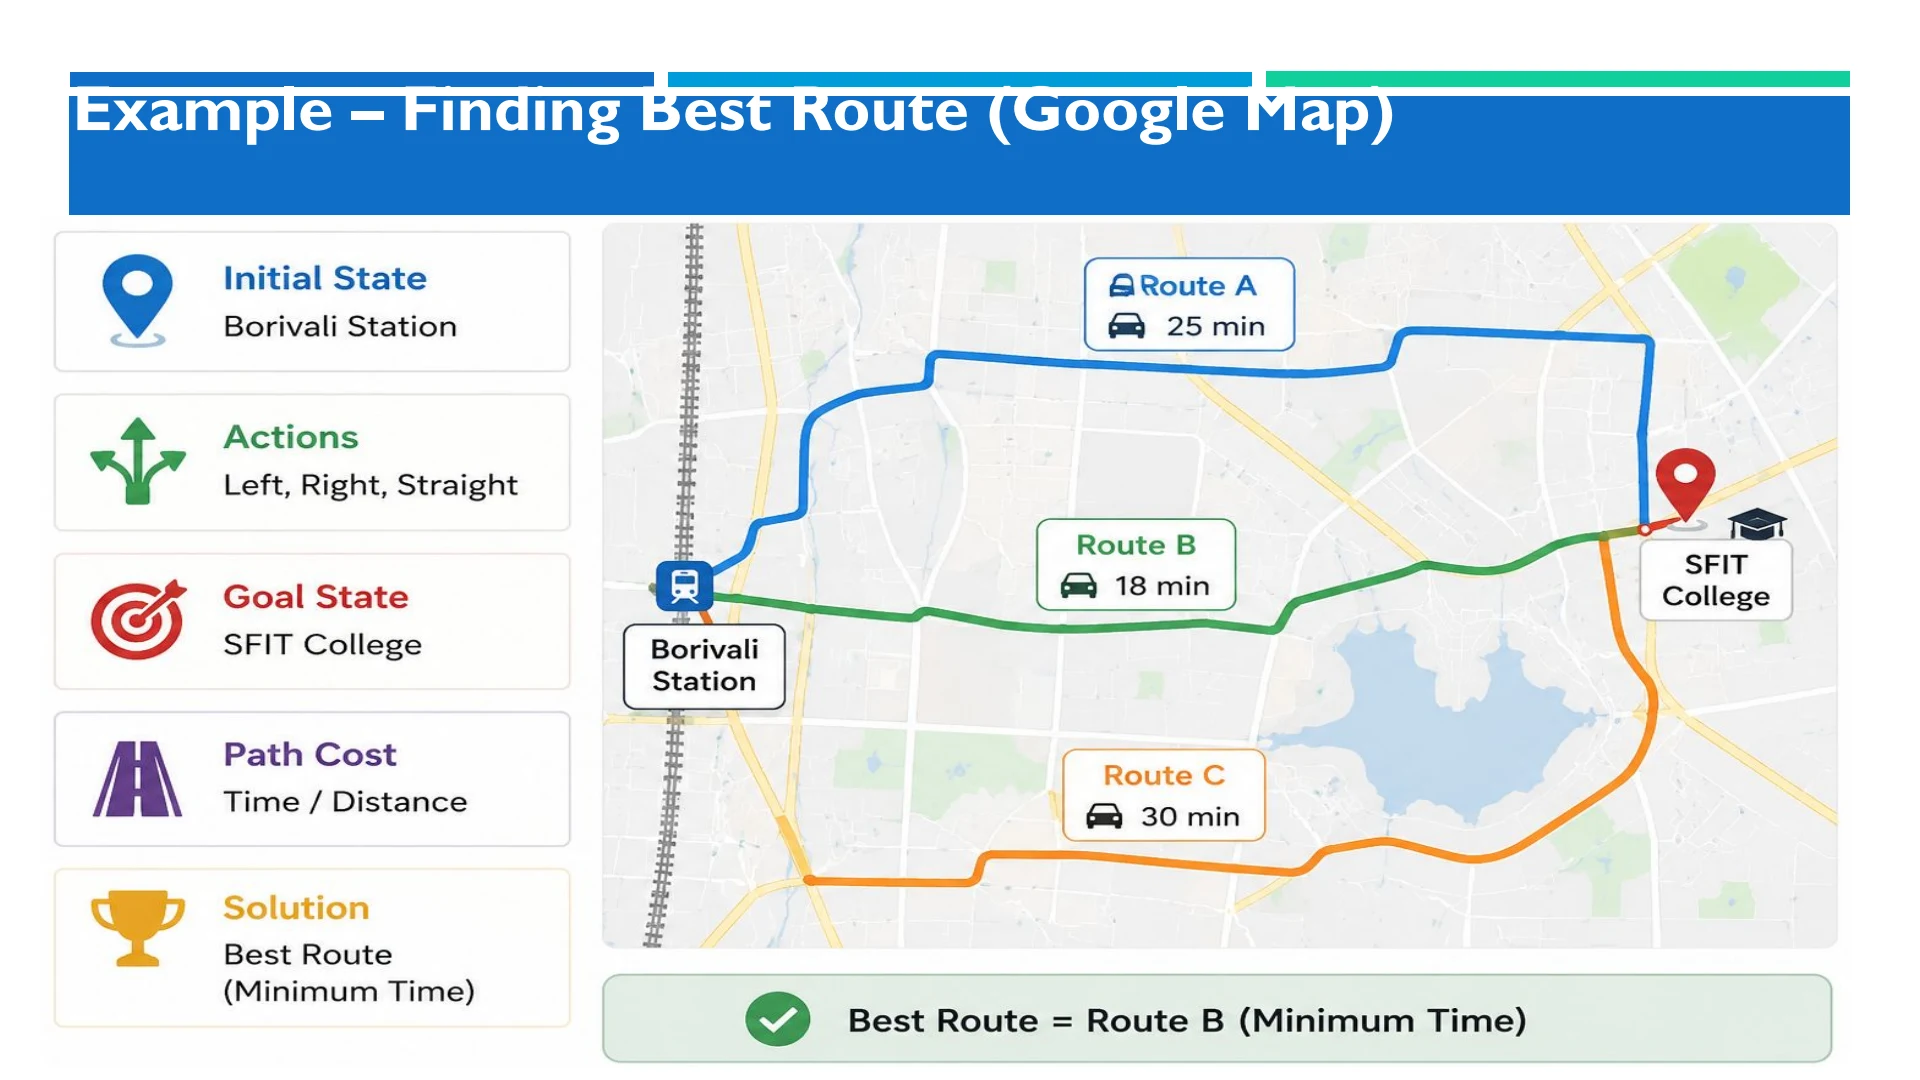 Example – Finding Best Route (Google Map)
Initial State
Borivali Station
Actions
Left, Right, Straight
Goal State
SFIT College
Path Cost
Time / Distance
Solution
Best Route
(Minimum Time)
Route A
25 min
Route B
18 min
Route C
30 min
Borivali
Station
SFIT
College
Best Route = Route B (Minimum Time)